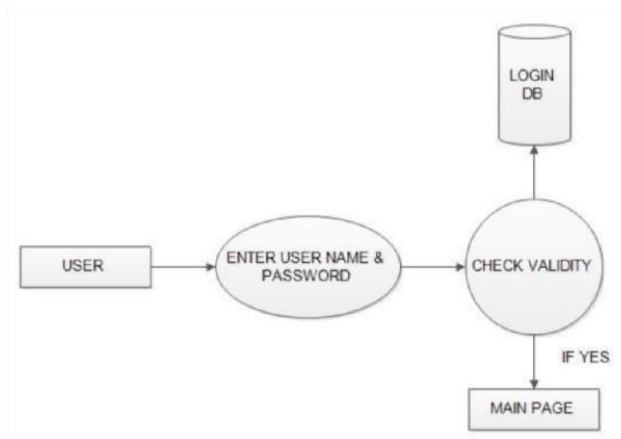 LOGIN
DB
USER
ENTER USER NAME &
PASSWORD
CHECK VALIDITY
IF YES
MAIN PAGE